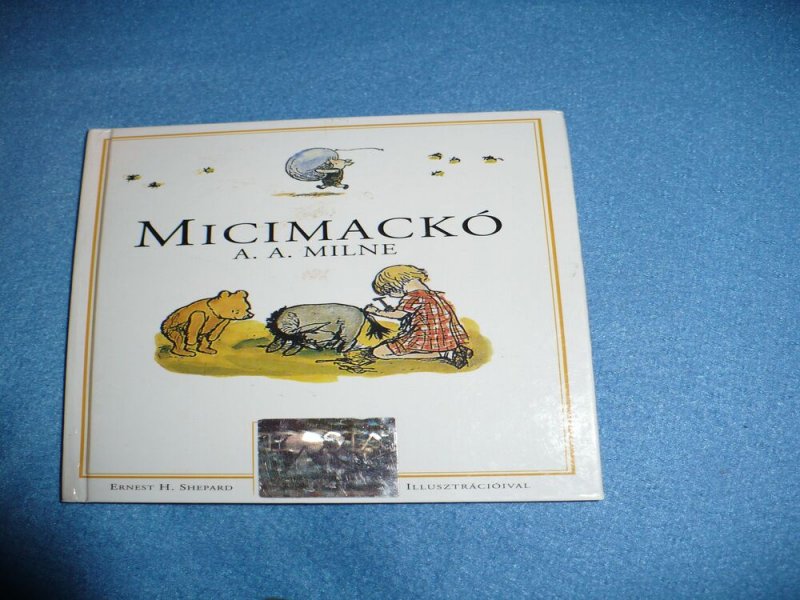 MICIMACKÓ
A. A. MILNE
ERNEST H. SHEPARD ILLUSZTRÁCIÓIVAL